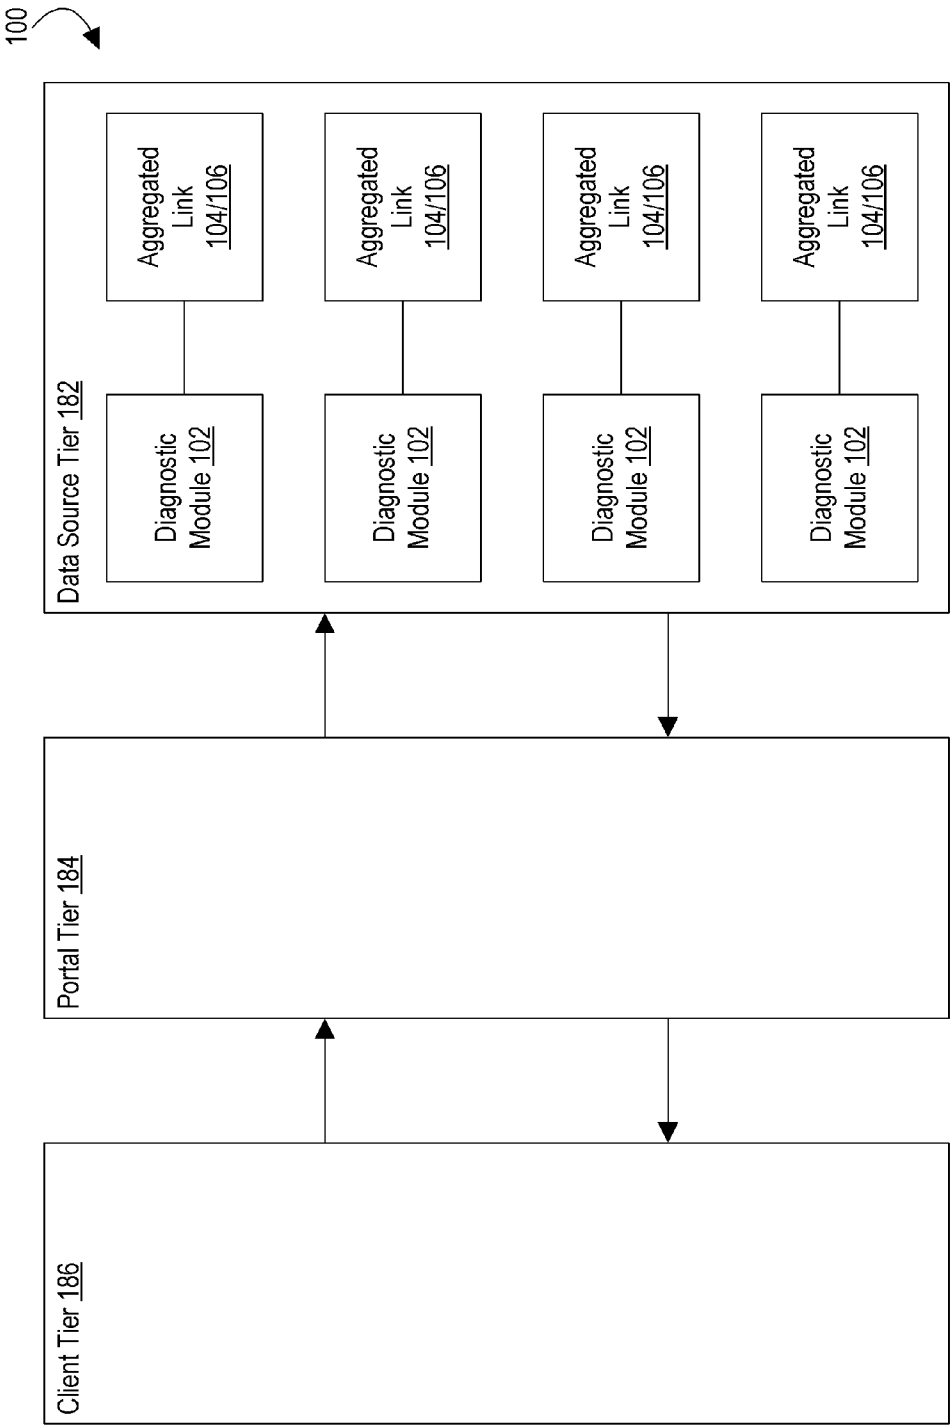 100
Data Source Tier 182
Aggregated
Link
104/106
Aggregated
Link
104/106
Aggregated
Link
104/106
Aggregated
Link
104/106
Diagnostic
Module 102
Diagnostic
Module 102
Diagnostic
Module 102
Diagnostic
Module 102
Portal Tier 184
Client Tier 186